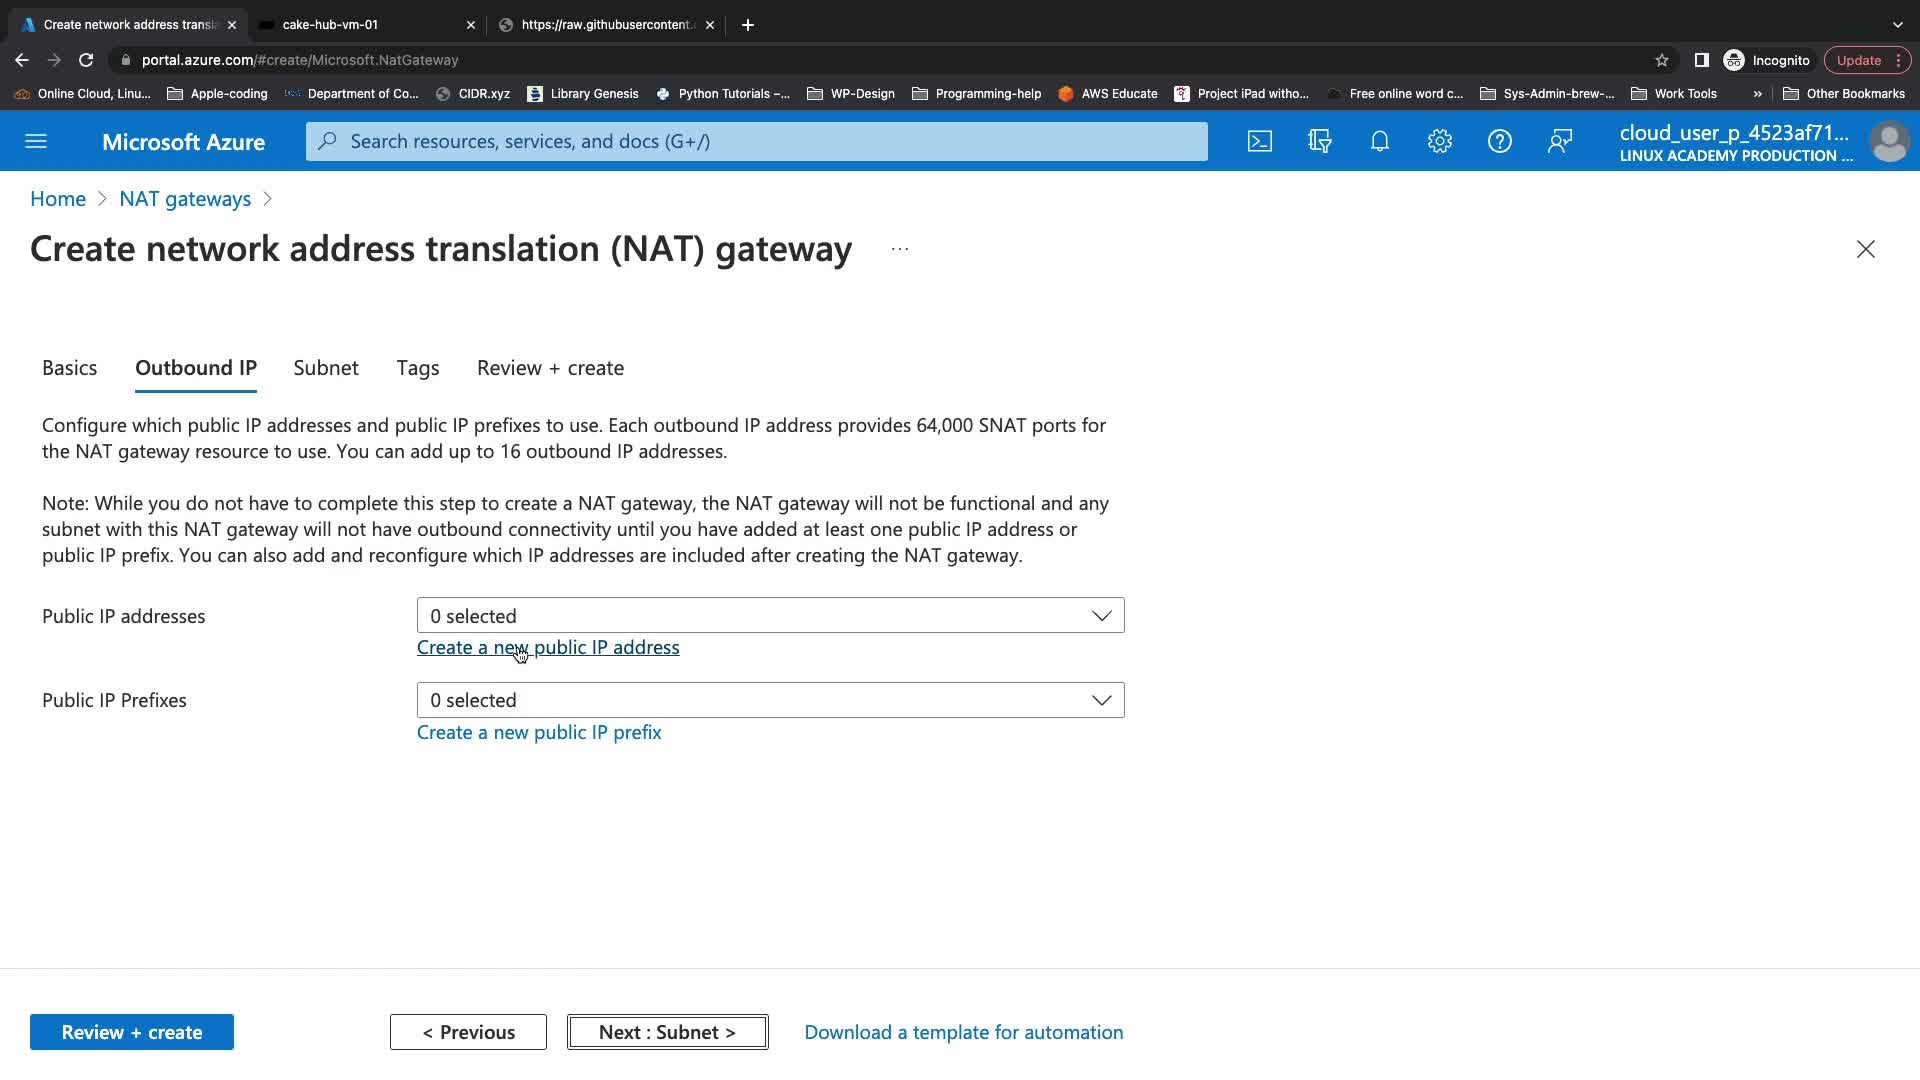 Create network address transla
cake-hub-vm-01
https://raw.githubusercontent.
portal.azure.com/#create/Microsoft.NatGateway
Incognito
Update
Online Cloud, Linu...
Apple-coding
Department of Co...
CIDR.xyz
Library Genesis
Python Tutorials –...
WP-Design
Programming-help
AWS Educate
Project iPad witho...
Free online word c...
Sys-Admin-brew-...
Work Tools
»
Other Bookmarks
Microsoft Azure
Search resources, services, and docs (G+/)
cloud_user_p_4523af71...
LINUX ACADEMY PRODUCTION ...
Home > NAT gateways >
Create network address translation (NAT) gateway ...
Basics
Outbound IP
Subnet
Tags
Review + create
Configure which public IP addresses and public IP prefixes to use. Each outbound IP address provides 64,000 SNAT ports for
the NAT gateway resource to use. You can add up to 16 outbound IP addresses.
Note: While you do not have to complete this step to create a NAT gateway, the NAT gateway will not be functional and any
subnet with this NAT gateway will not have outbound connectivity until you have added at least one public IP address or
public IP prefix. You can also add and reconfigure which IP addresses are included after creating the NAT gateway.
Public IP addresses
0 selected
Create a new public IP address
Public IP Prefixes
0 selected
Create a new public IP prefix
Review + create
< Previous
Next : Subnet >
Download a template for automation